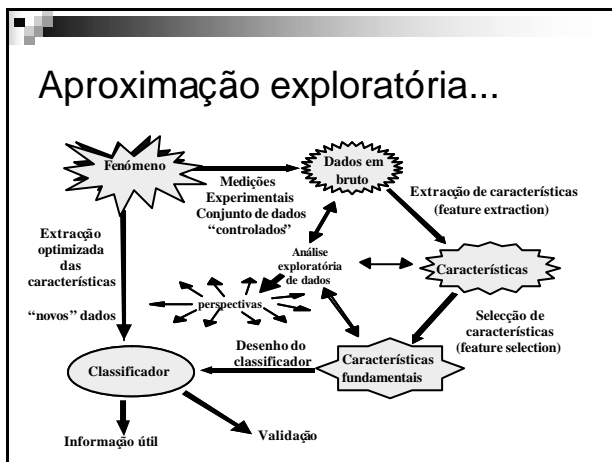 Aproximação exploratória...
Fenómeno
Medições
Experimentais
Conjunto de dados
“controlados”
Dados em
bruto
Extracção de características
(feature extraction)
Extracção
optimizada
das
características
“novos” dados
Análise
exploratória
de dados
Características
perspectivas
Selecção de
características
(feature selection)
Desenho do
classificador
Características
fundamentais
Classificador
Informação útil
Validação